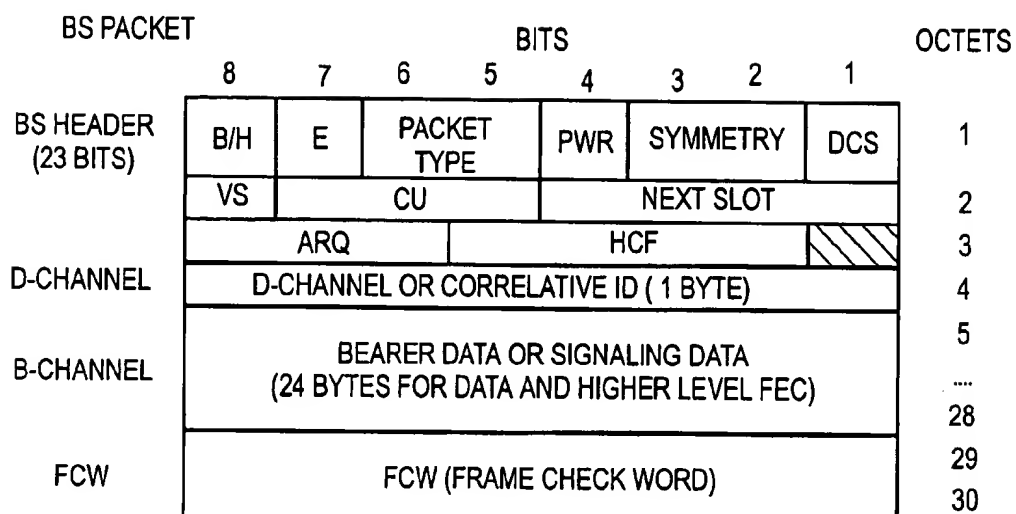 BS PACKET
BITS
OCTETS
8 7 6 5 4 3 2 1
BS HEADER
(23 BITS)
B/H E PACKET TYPE PWR SYMMETRY DCS 1
VS CU NEXT SLOT 2
ARQ HCF 3
D-CHANNEL D-CHANNEL OR CORRELATIVE ID ( 1 BYTE) 4
B-CHANNEL
BEARER DATA OR SIGNALING DATA
(24 BYTES FOR DATA AND HIGHER LEVEL FEC)
5
....
28
FCW FCW (FRAME CHECK WORD)
29
30